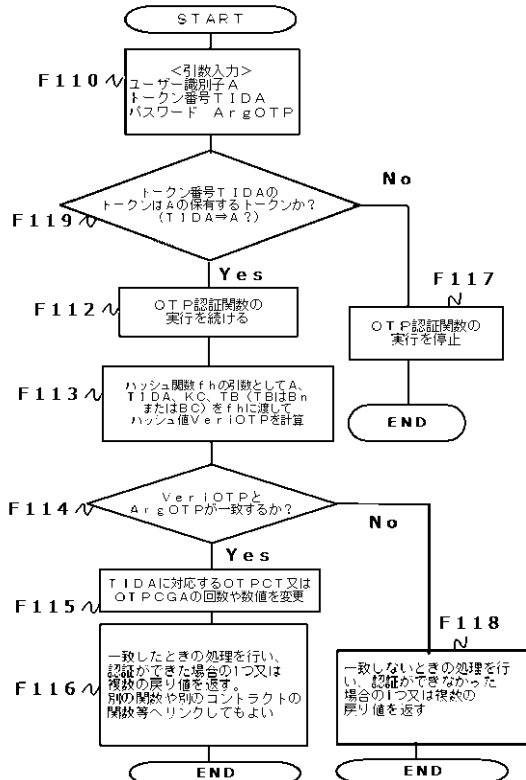 START
F110
<引数入力>
ユーザー識別子A
トークン番号TIDA
パスワード ArgOTP
F119
トークン番号TIDAの
トークンはAの保有するトークンか?
(TIDA⇒A?)
No
Yes
F117
OTP認証関数の
実行を停止
END
F112
OTP認証関数の
実行を続ける
F113
ハッシュ関数fhの引数としてA、
TIDA、KC、TB(TBはBn
またはBC)をfhに渡して
ハッシュ値VeriOTPを計算
F114
VeriOTPと
ArgOTPが一致するか?
No
Yes
F115
TIDAに対応するOTPCT又は
OTPCGAの回数や数値を変更
F116
一致したときの処理を行い、
認証ができた場合の1つ又は
複数の戻り値を返す。
別の関数や別のコントラクトの
関数等へリンクしてもよい
END
F118
一致しないときの処理を行
い、認証ができなかった
場合の1つ又は複数の
戻り値を返す
END